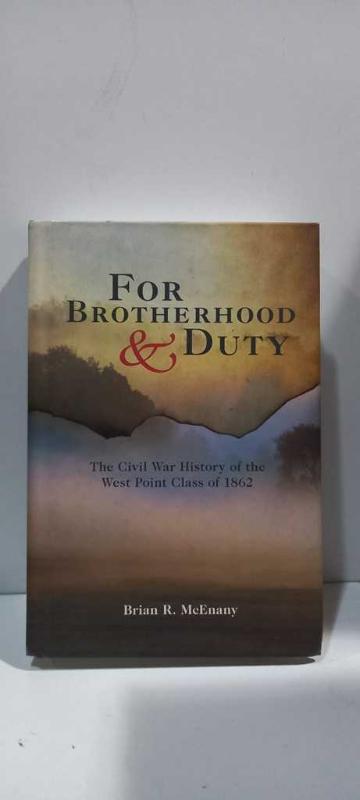 For
Brotherhood
& Duty
The Civil War History of the
West Point Class of 1862
Brian R. McEnany